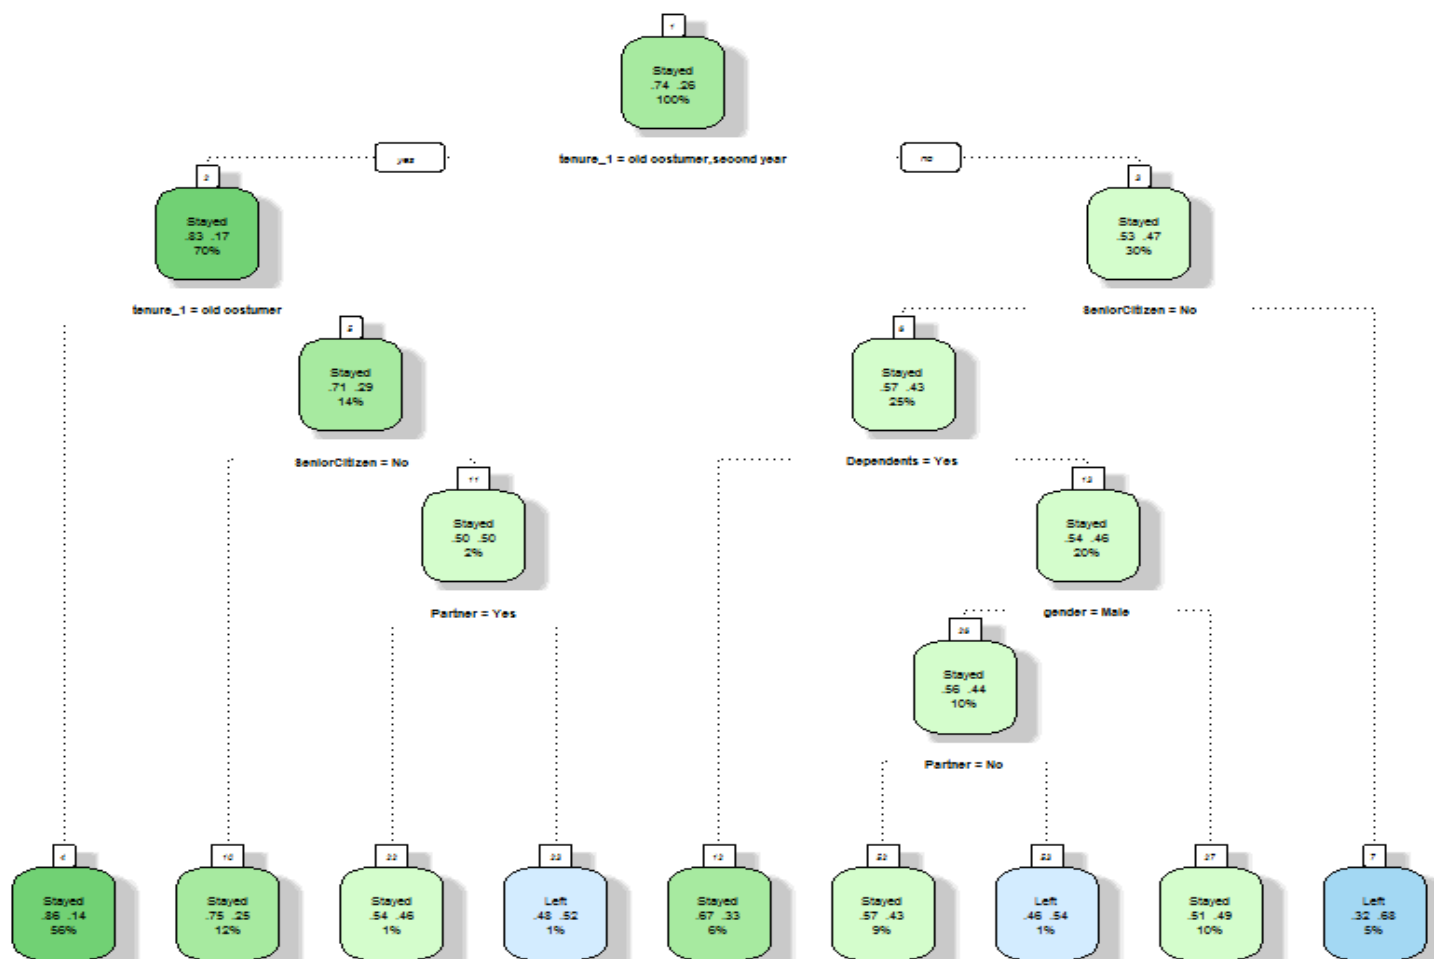 1
Stayed
.74 .26
100%
yes
tenure_1 = old costumer,second year
no
2
Stayed
.83 .17
70%
3
Stayed
.53 .47
30%
tenure_1 = old costumer
SeniorCitizen = No
5
Stayed
.71 .29
14%
6
Stayed
.57 .43
25%
SeniorCitizen = No
Dependents = Yes
11
Stayed
.50 .50
2%
13
Stayed
.54 .46
20%
Partner = Yes
gender = Male
26
Stayed
.56 .44
10%
Partner = No
4
Stayed
.86 .14
56%
10
Stayed
.75 .25
12%
22
Stayed
.54 .46
1%
23
Left
.48 .52
1%
12
Stayed
.67 .33
6%
52
Stayed
.57 .43
9%
53
Left
.46 .54
1%
27
Stayed
.51 .49
10%
7
Left
.32 .68
5%